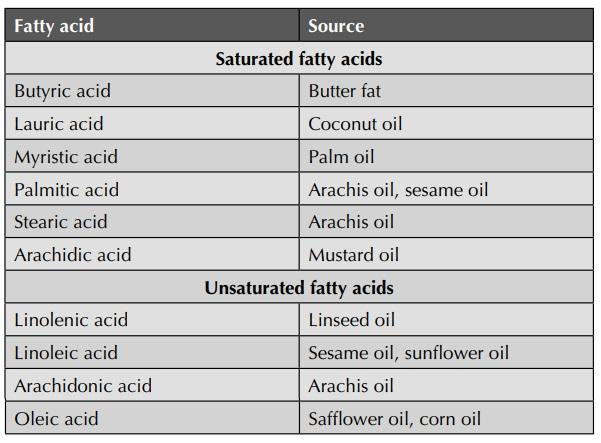 Fatty acid Source
Saturated fatty acids
Butyric acid Butter fat
Lauric acid Coconut oil
Myristic acid Palm oil
Palmitic acid Arachis oil, sesame oil
Stearic acid Arachis oil
Arachidic acid Mustard oil
Unsaturated fatty acids
Linolenic acid Linseed oil
Linoleic acid Sesame oil, sunflower oil
Arachidonic acid Arachis oil
Oleic acid Safflower oil, corn oil